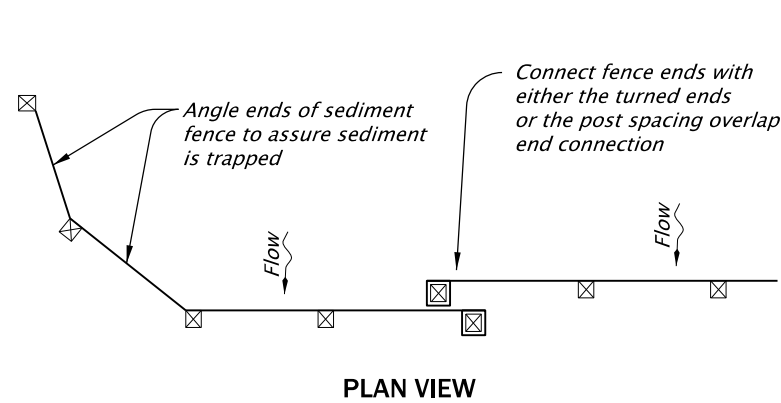 Connect fence ends with
either the turned ends
or the post spacing overlap
end connection
Angle ends of sediment
fence to assure sediment
is trapped
Flow
Flow
PLAN VIEW